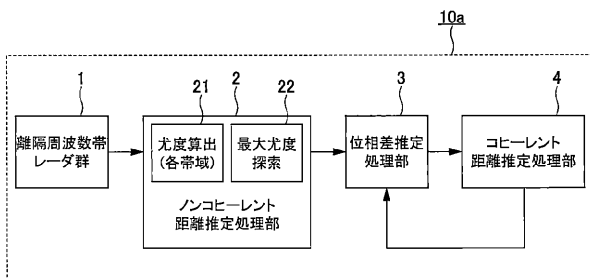 10a
1
離隔周波数帯
レーダ群
2
21
尤度算出
(各帯域)
22
最大尤度
探索
ノンコヒーレント
距離推定処理部
3
位相差推定
処理部
4
コヒーレント
距離推定処理部